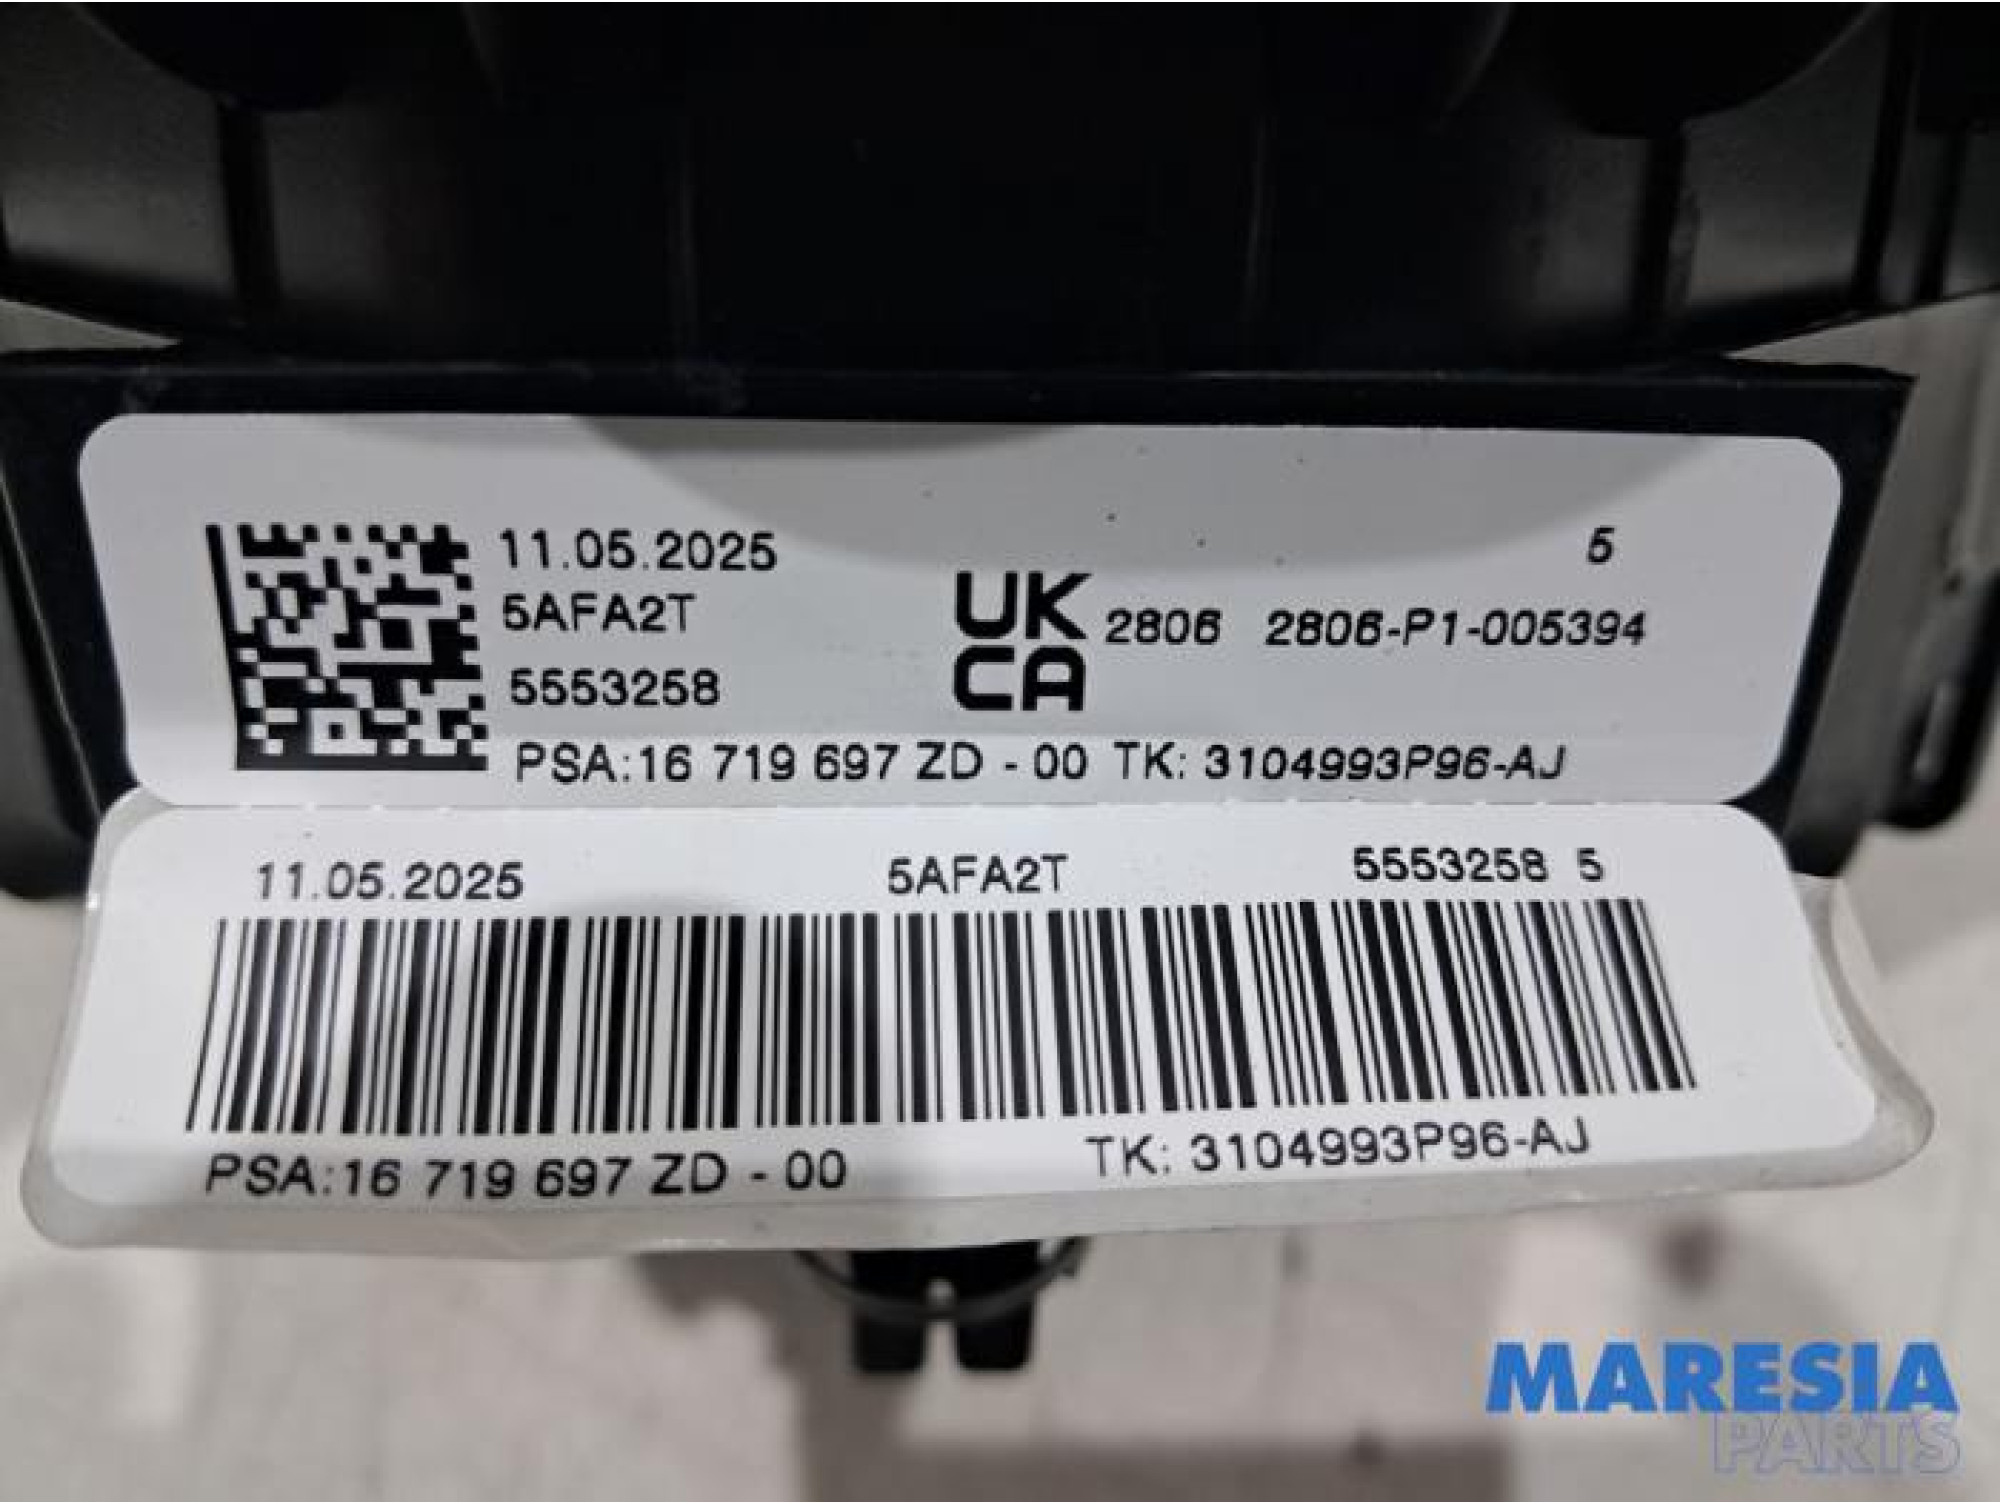 11.05.2025 5
5AFA2T
UK
CA 2806 2806-P1-005394
5553258
PSA:16 719 697 ZD - 00 TK: 3104993P96-AJ
11.05.2025 5AFA2T 5553258 5
PSA:16 719 697 ZD - 00 TK: 3104993P96-AJ
MARESIA
PARTS